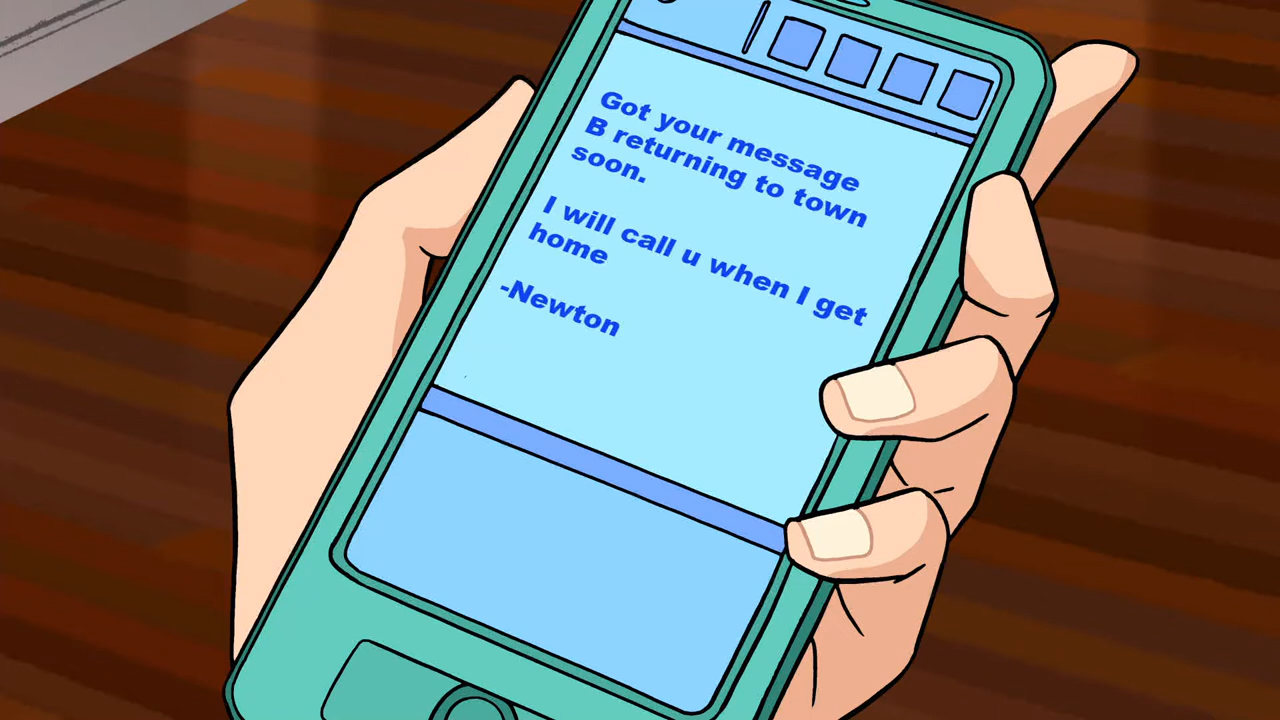 Got your message
B returning to town
soon.
I will call u when I get
home
-Newton